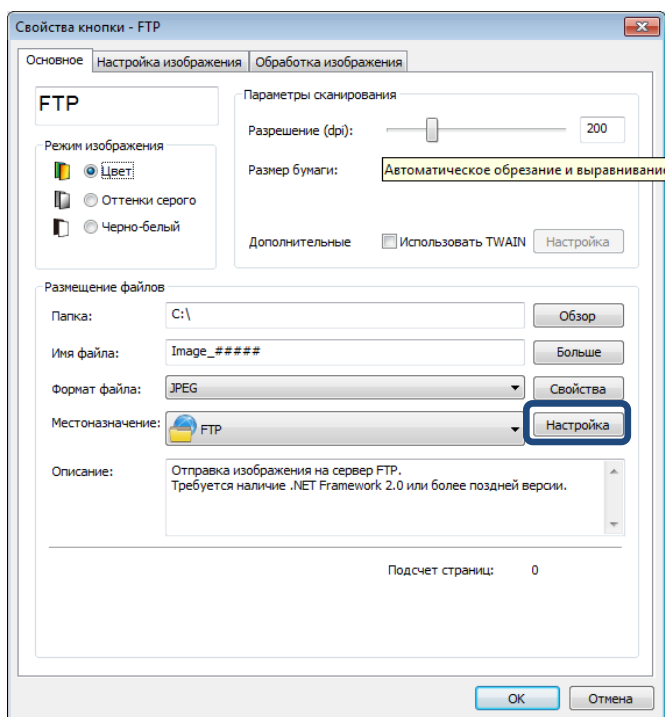 Свойства кнопки - FTP
Основное Настройка изображения Обработка изображения
FTP
Режим изображения
Цвет
Оттенки серого
Черно-белый
Параметры сканирования
Разрешение (dpi): 200
Размер бумаги: Автоматическое обрезание и выравнивани
Дополнительные Использовать TWAIN Настройка
Размещение файлов
Папка: C:\ Обзор
Имя файла: Image_##### Больше
Формат файла: JPEG Свойства
Местоназначение: FTP Настройка
Описание: Отправка изображения на сервер FTP.
Требуется наличие .NET Framework 2.0 или более поздней версии.
Подсчет страниц: 0
OK Отмена